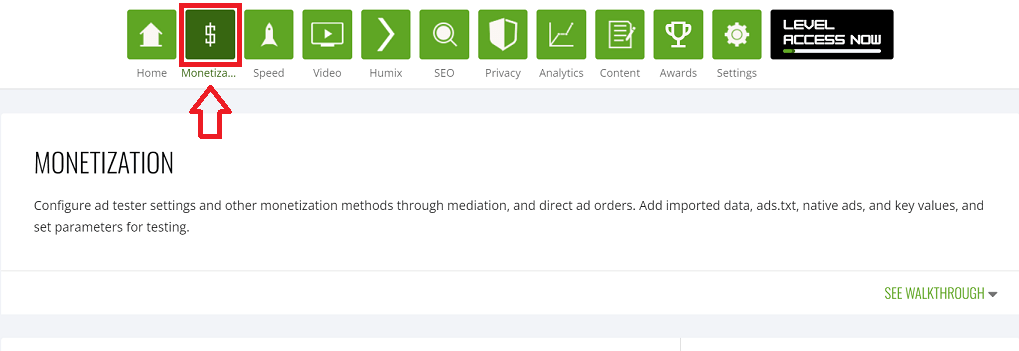 LEVEL
ACCESS NOW
Home Monetiza... Speed Video Humix SEO Privacy Analytics Content Awards Settings
MONETIZATION
Configure ad tester settings and other monetization methods through mediation, and direct ad orders. Add imported data, ads.txt, native ads, and key values, and
set parameters for testing.
SEE WALKTHROUGH